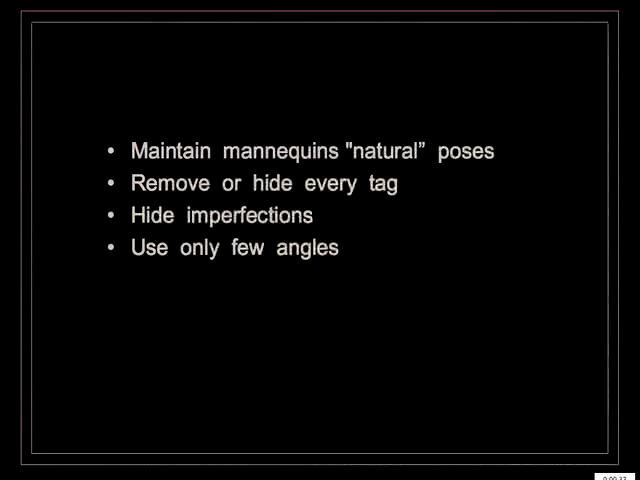 • Maintain mannequins "natural” poses
• Remove or hide every tag
• Hide imperfections
• Use only few angles